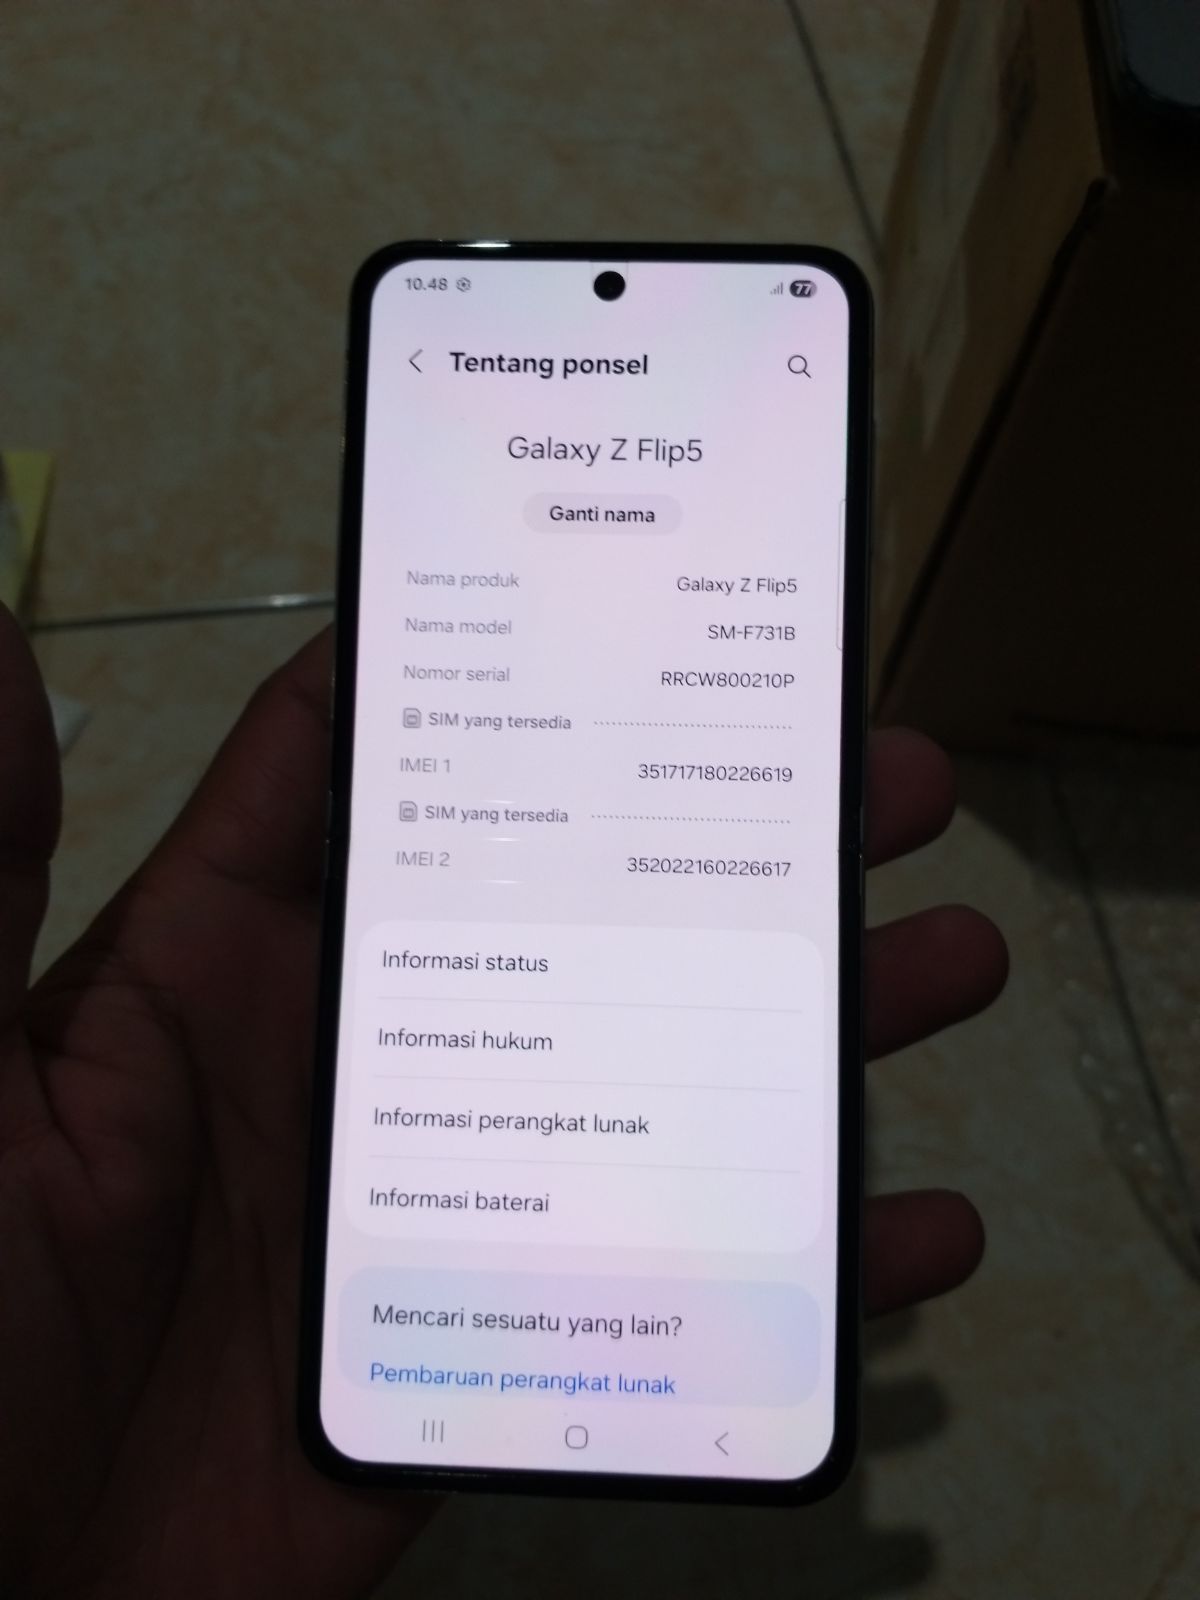 10.48
77
Tentang ponsel
Galaxy Z Flip5
Ganti nama
Nama produk Galaxy Z Flip5
Nama model SM-F731B
Nomor serial RRCW800210P
SIM yang tersedia
IMEI 1 351717180226619
SIM yang tersedia
IMEI 2 352022160226617
Informasi status
Informasi hukum
Informasi perangkat lunak
Informasi baterai
Mencari sesuatu yang lain?
Pembaruan perangkat lunak